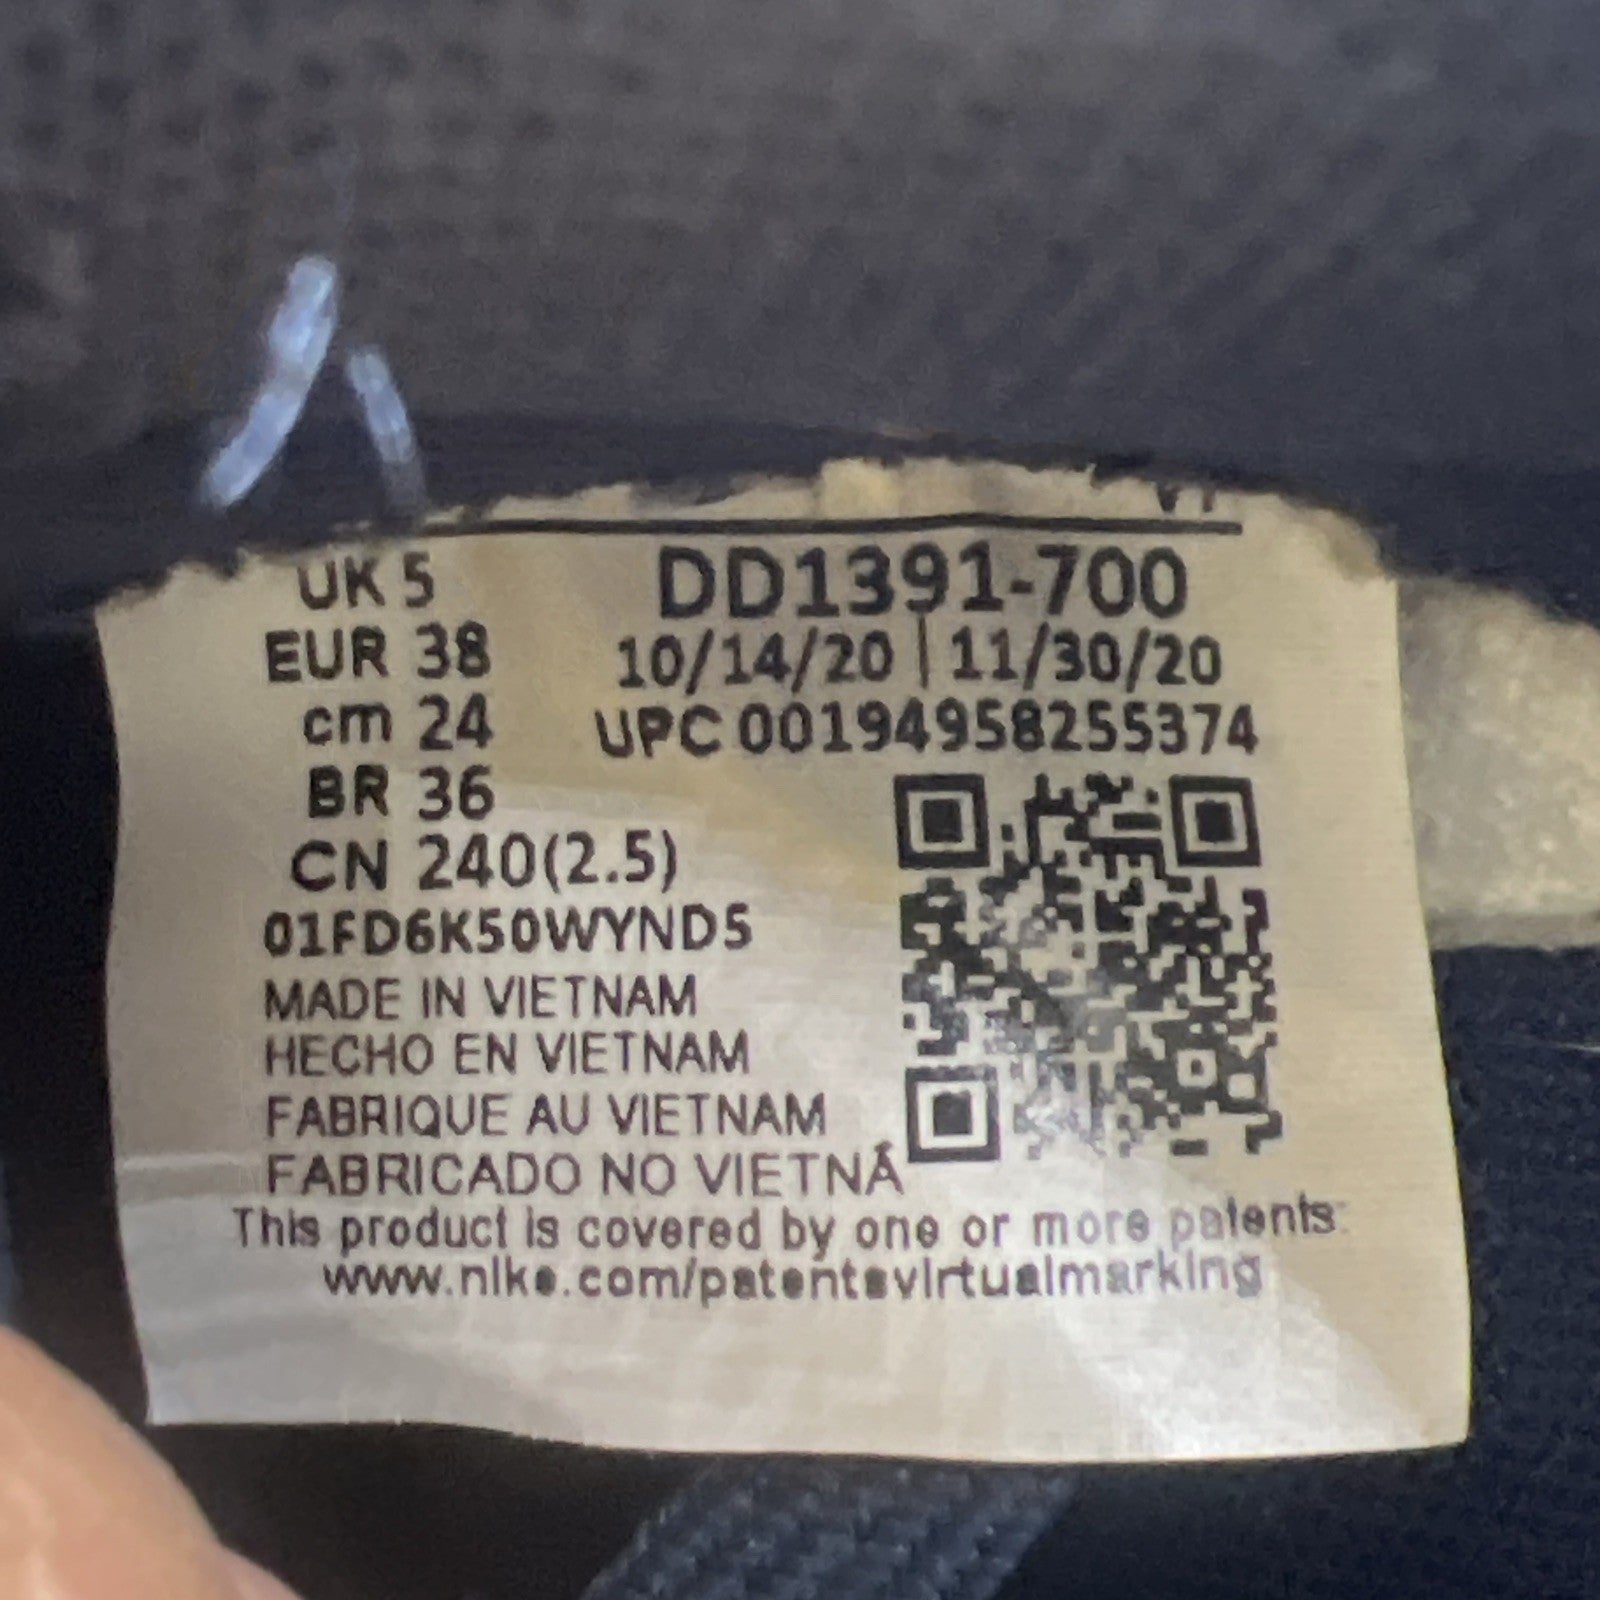 UK 5
DD1391-700
EUR 38
10/14/20 | 11/30/20
cm 24
UPC 00194958255374
BR 36
CN 240(2.5)
01FD6K50WYND5
MADE IN VIETNAM
HECHO EN VIETNAM
FABRIQUE AU VIETNAM
FABRICADO NO VIETNÃ
This product is covered by one or more patents:
www.nike.com/patentsvirtualmarking